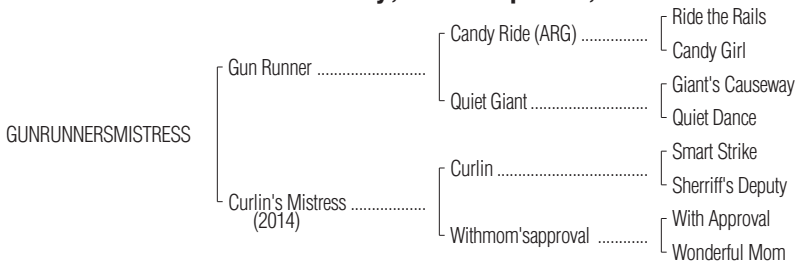 Ride the Rails
Candy Ride (ARG) ................
Candy Girl
Gun Runner ..........................
Giant's Causeway
Quiet Giant ............................
Quiet Dance
GUNRUNNERSMISTRESS
Smart Strike
Curlin ....................................
Sherriff's Deputy
Curlin's Mistress ..................
(2014)
With Approval
Withmom'sapproval ............
Wonderful Mom